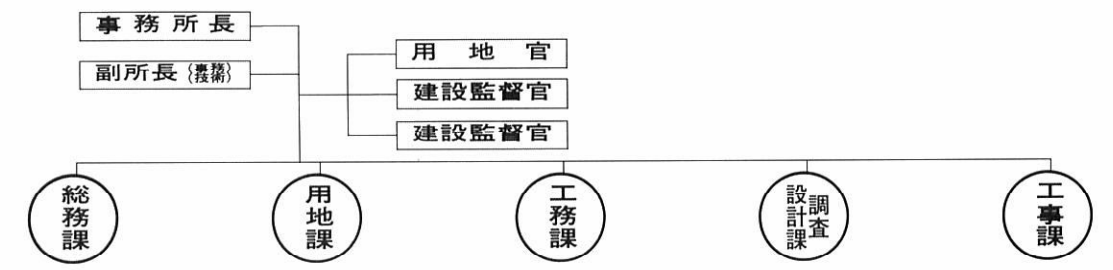 事務所長
副所長(事務技術)
用地官
建設監督官
建設監督官
総務課
用地課
工務課
調査設計課
工事課